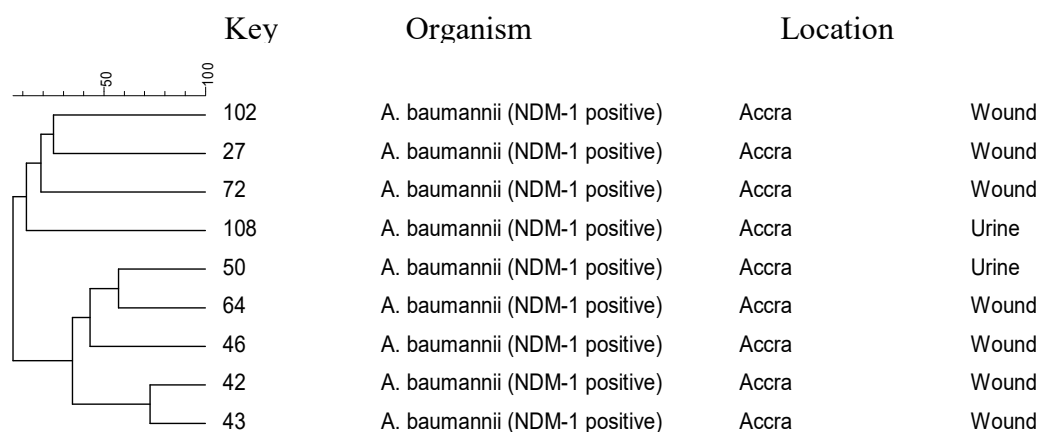 Key Organism Location
50 100
102 A. baumannii (NDM-1 positive) Accra Wound
27 A. baumannii (NDM-1 positive) Accra Wound
72 A. baumannii (NDM-1 positive) Accra Wound
108 A. baumannii (NDM-1 positive) Accra Urine
50 A. baumannii (NDM-1 positive) Accra Urine
64 A. baumannii (NDM-1 positive) Accra Wound
46 A. baumannii (NDM-1 positive) Accra Wound
42 A. baumannii (NDM-1 positive) Accra Wound
43 A. baumannii (NDM-1 positive) Accra Wound